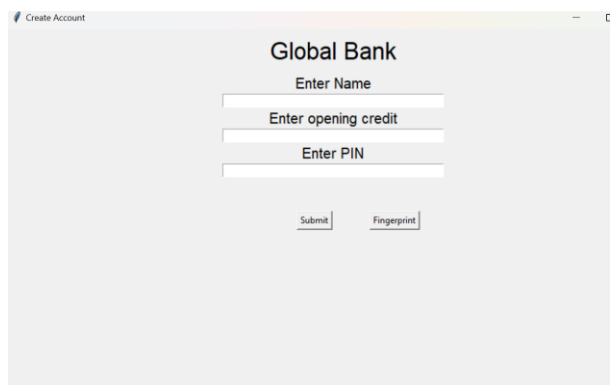 Create Account
Global Bank
Enter Name
Enter opening credit
Enter PIN
Submit Fingerprint